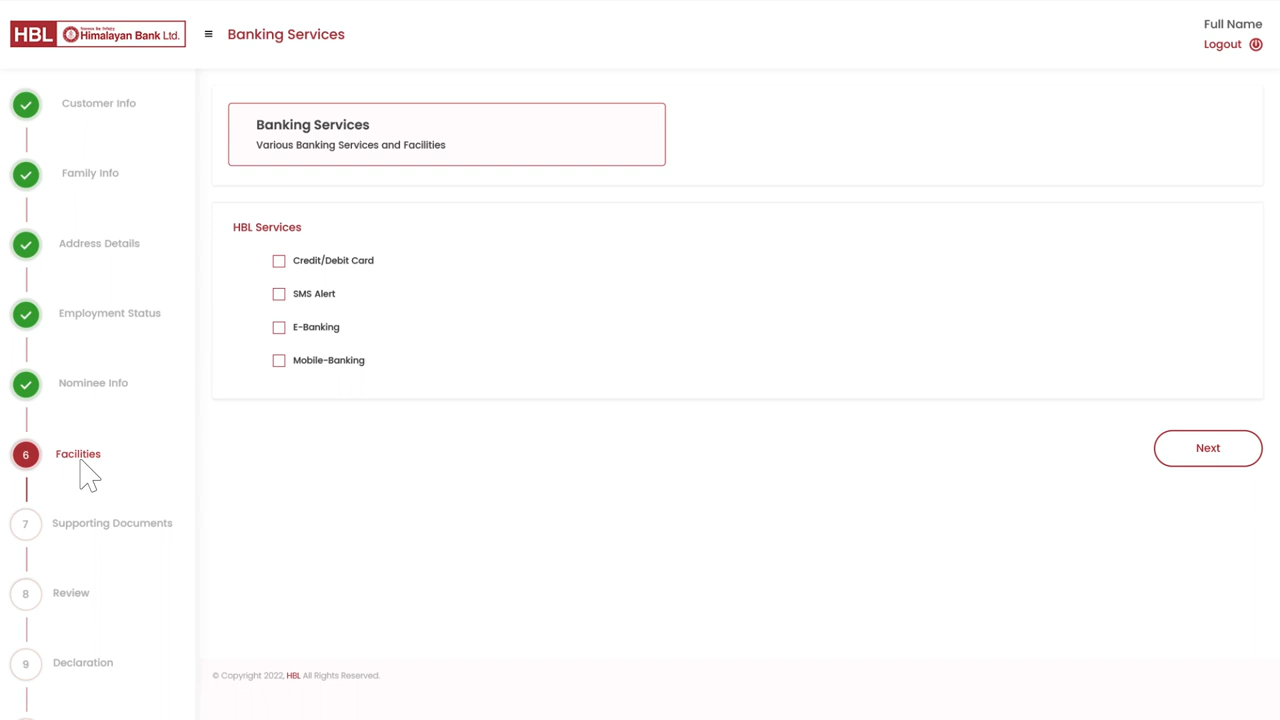 HBL Himalayan Bank Ltd.
Banking Services
Full Name
Logout
Customer Info
Family Info
Address Details
Employment Status
Nominee Info
6 Facilities
7 Supporting Documents
8 Review
9 Declaration
Banking Services
Various Banking Services and Facilities
HBL Services
Credit/Debit Card
SMS Alert
E-Banking
Mobile-Banking
Next
© Copyright 2022, HBL All Rights Reserved.